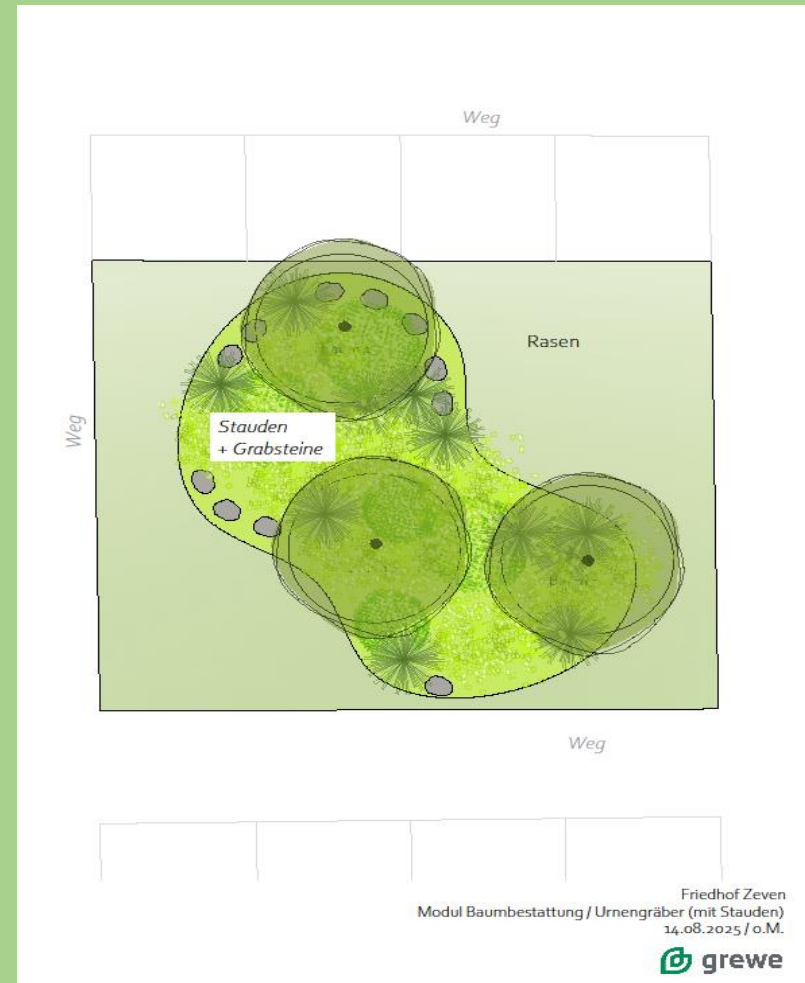 Weg
Rasen
Weg
Stauden
+ Grabsteine
Weg
Friedhof Zeven
Modul Baumbestattung / Urnengräber (mit Stauden)
14.08.2025 / o.M.
grewe